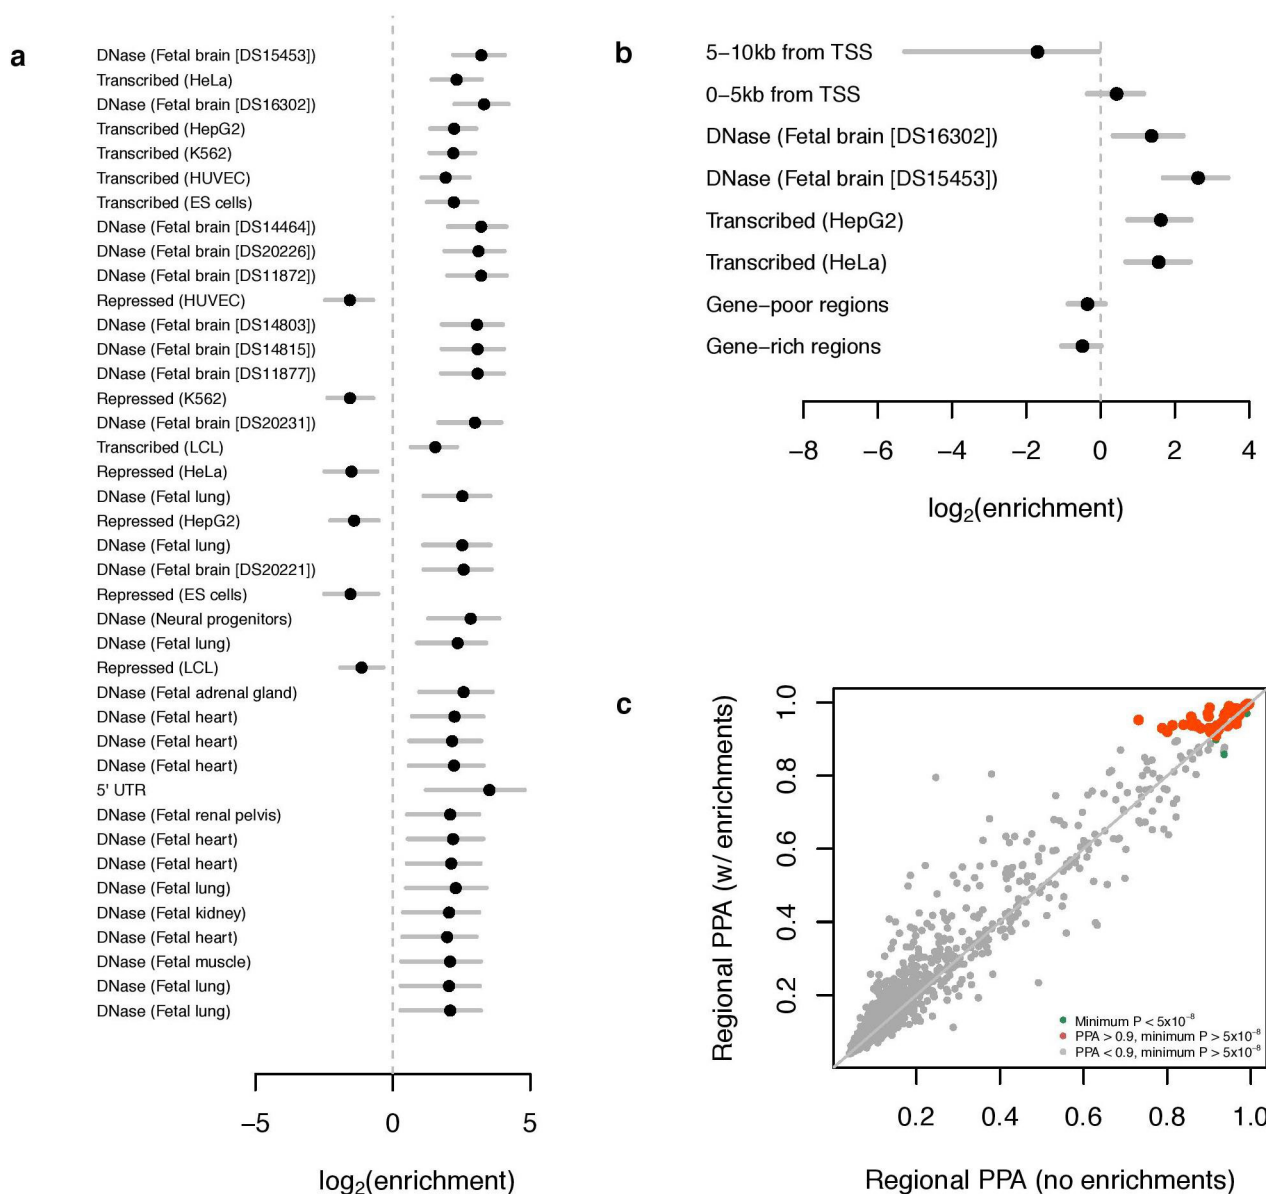 a
DNase (Fetal brain [DS15453])
Transcribed (HeLa)
DNase (Fetal brain [DS16302])
Transcribed (HepG2)
Transcribed (K562)
Transcribed (HUVEC)
Transcribed (ES cells)
DNase (Fetal brain [DS14464])
DNase (Fetal brain [DS20226])
DNase (Fetal brain [DS11872])
Repressed (HUVEC)
DNase (Fetal brain [DS14803])
DNase (Fetal brain [DS14815])
DNase (Fetal brain [DS11877])
Repressed (K562)
DNase (Fetal brain [DS20231])
Transcribed (LCL)
Repressed (HeLa)
DNase (Fetal lung)
Repressed (HepG2)
DNase (Fetal lung)
DNase (Fetal brain [DS20221])
Repressed (ES cells)
DNase (Neural progenitors)
DNase (Fetal lung)
Repressed (LCL)
DNase (Fetal adrenal gland)
DNase (Fetal heart)
DNase (Fetal heart)
DNase (Fetal heart)
5' UTR
DNase (Fetal renal pelvis)
DNase (Fetal heart)
DNase (Fetal heart)
DNase (Fetal lung)
DNase (Fetal kidney)
DNase (Fetal heart)
DNase (Fetal muscle)
DNase (Fetal lung)
DNase (Fetal lung)
−5 0 5
log₂(enrichment)
b
5−10kb from TSS
0−5kb from TSS
DNase (Fetal brain [DS16302])
DNase (Fetal brain [DS15453])
Transcribed (HepG2)
Transcribed (HeLa)
Gene−poor regions
Gene−rich regions
−8 −6 −4 −2 0 2 4
log₂(enrichment)
c
Regional PPA (w/ enrichments)
1.0
0.8
0.6
0.4
0.2
Minimum P < 5x10⁻⁸
PPA > 0.9, minimum P > 5x10⁻⁸
PPA < 0.9, minimum P > 5x10⁻⁸
0.2 0.4 0.6 0.8 1.0
Regional PPA (no enrichments)